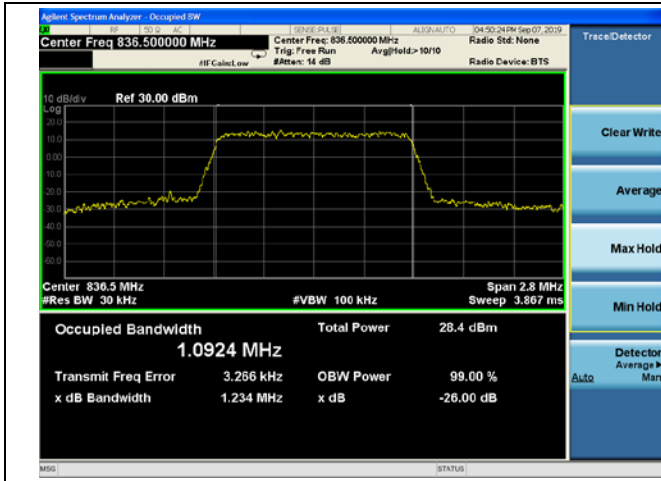 Agilent Spectrum Analyzer - Occupied BW
RF 50 Ω AC SENSE:PULSE ALIGNAUTO 04:50:24 PM Sep 07, 2019
Center Freq 836.500000 MHz Center Freq: 836.500000 MHz Radio Std: None Trace/Detector
Trig: Free Run Avg|Hold:> 10/10
#IFGain:Low #Atten: 14 dB Radio Device: BTS
10 dB/div Ref 30.00 dBm
Log
20.0
10.0 Clear Write
0.00
-10.0
-20.0 Average
-30.0
-40.0
-50.0 Max Hold
-60.0
Center 836.5 MHz Span 2.8 MHz
#Res BW 30 kHz #VBW 100 kHz Sweep 3.867 ms
Min Hold
Occupied Bandwidth Total Power 28.4 dBm
1.0924 MHz
Detector
Average ▶
Transmit Freq Error 3.266 kHz OBW Power 99.00 % Auto Man
x dB Bandwidth 1.234 MHz x dB -26.00 dB
MSG STATUS